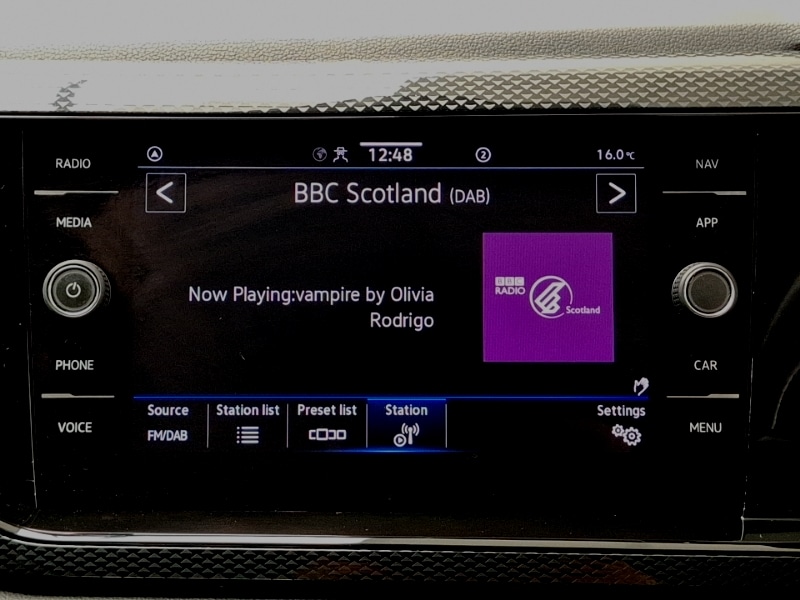 RADIO
MEDIA
PHONE
VOICE
12:48
2
16.0°C
BBC Scotland (DAB)
Now Playing:vampire by Olivia
Rodrigo
BBC
RADIO
Scotland
Source
FM/DAB
Station list
Preset list
Station
Settings
NAV
APP
CAR
MENU